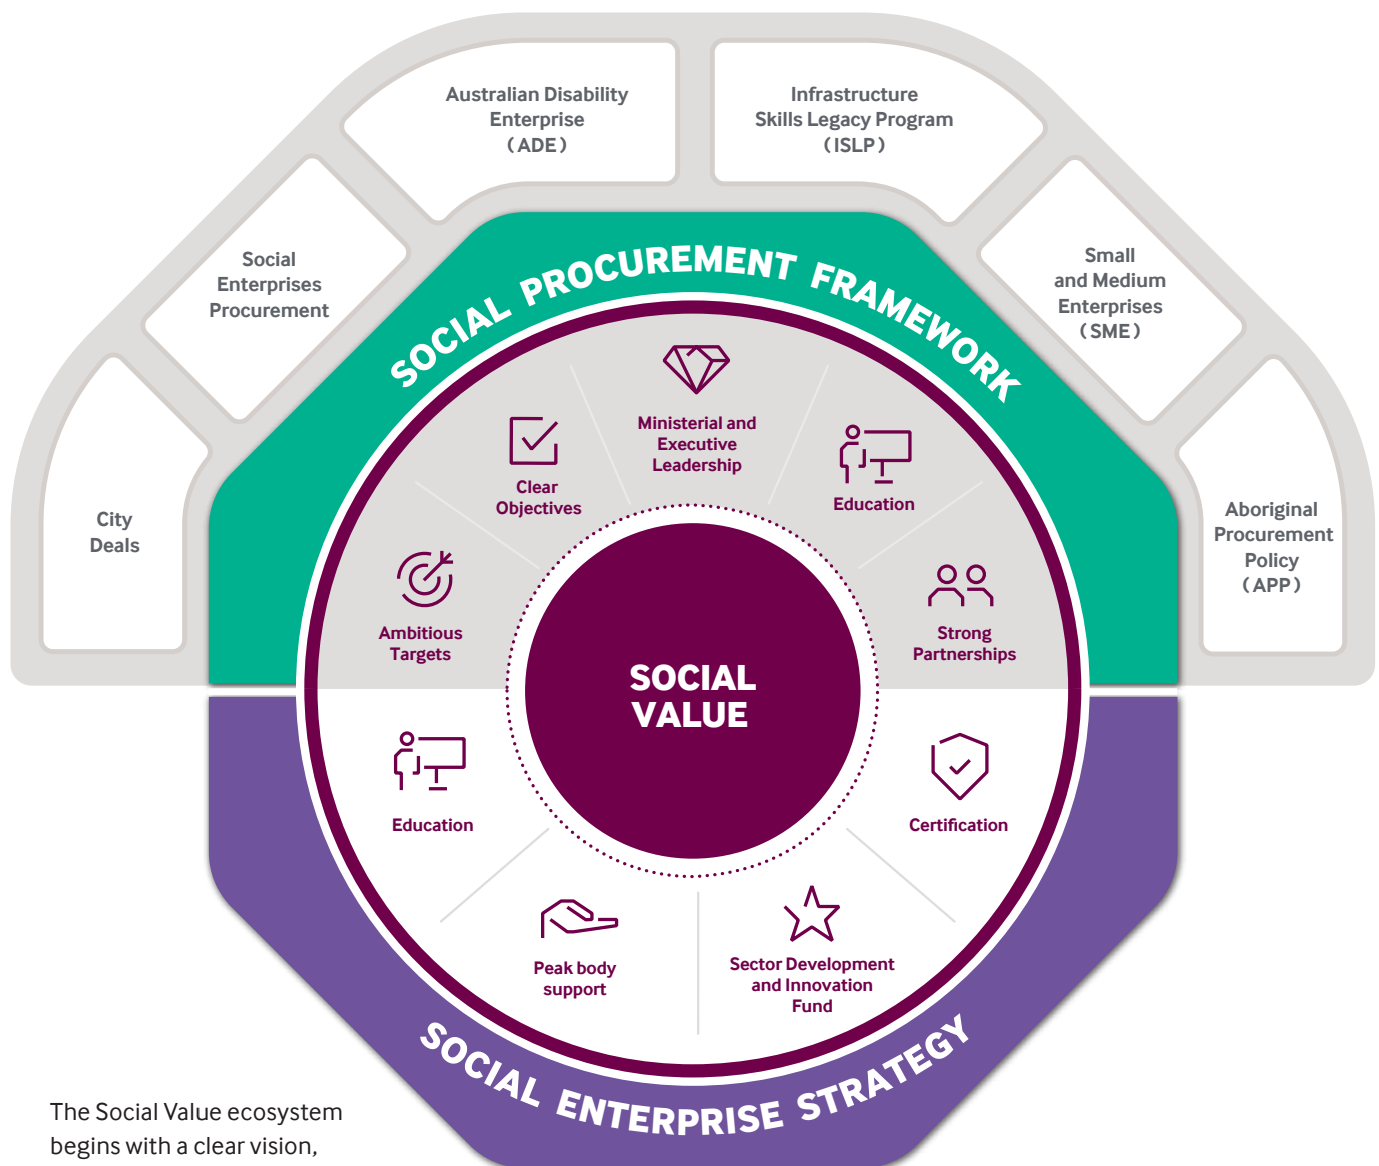 Australian Disability
Enterprise
(ADE)
Infrastructure
Skills Legacy Program
(ISLP)
Social
Enterprises
Procurement
Small
and Medium
Enterprises
(SME)
City
Deals
Aboriginal
Procurement
Policy
(APP)
SOCIAL PROCUREMENT FRAMEWORK
Ministerial and
Executive
Leadership
Clear
Objectives
Education
Ambitious
Targets
Strong
Partnerships
SOCIAL
VALUE
Education
Certification
Peak body
support
Sector Development
and Innovation
Fund
SOCIAL ENTERPRISE STRATEGY
The Social Value ecosystem
begins with a clear vision,